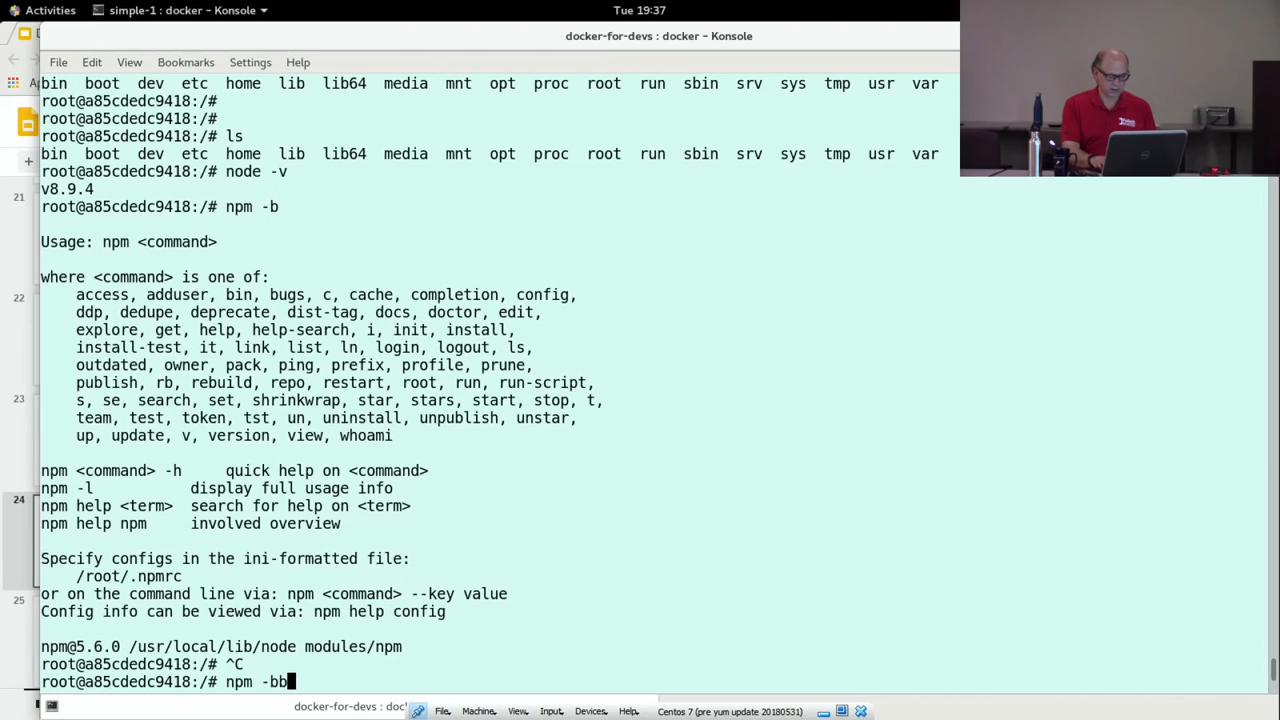 Activities simple-1 : docker - Konsole Tue 19:37
docker-for-devs : docker - Konsole
File Edit View Bookmarks Settings Help
bin boot dev etc home lib lib64 media mnt opt proc root run sbin srv sys tmp usr var
root@a85cdedc9418:/#
root@a85cdedc9418:/#
root@a85cdedc9418:/# ls
bin boot dev etc home lib lib64 media mnt opt proc root run sbin srv sys tmp usr var
root@a85cdedc9418:/# node -v
v8.9.4
root@a85cdedc9418:/# npm -b
Usage: npm <command>
where <command> is one of:
access, adduser, bin, bugs, c, cache, completion, config,
ddp, dedupe, deprecate, dist-tag, docs, doctor, edit,
explore, get, help, help-search, i, init, install,
install-test, it, link, list, ln, login, logout, ls,
outdated, owner, pack, ping, prefix, profile, prune,
publish, rb, rebuild, repo, restart, root, run, run-script,
s, se, search, set, shrinkwrap, star, stars, start, stop, t,
team, test, token, tst, un, uninstall, unpublish, unstar,
up, update, v, version, view, whoami
npm <command> -h quick help on <command>
npm -l display full usage info
npm help <term> search for help on <term>
npm help npm involved overview
Specify configs in the ini-formatted file:
/root/.npmrc
or on the command line via: npm <command> --key value
Config info can be viewed via: npm help config
npm@5.6.0 /usr/local/lib/node modules/npm
root@a85cdedc9418:/# ^C
root@a85cdedc9418:/# npm -bb
21
22
23
24
25
docker-for-devs : doc
File Machine View Input Devices Help
Centos 7 (pre yum update 20180531)